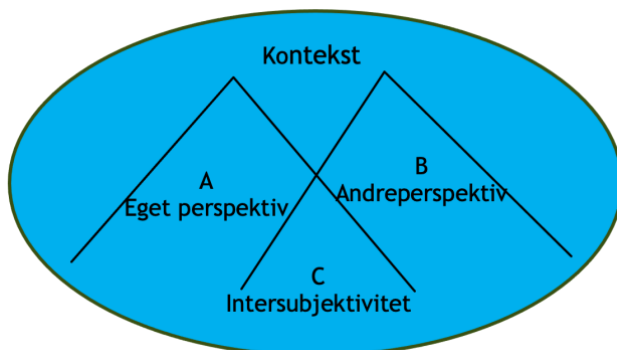 Kontekst
A
Eget perspektiv
B
Andreperspektiv
C
Intersubjektivitet